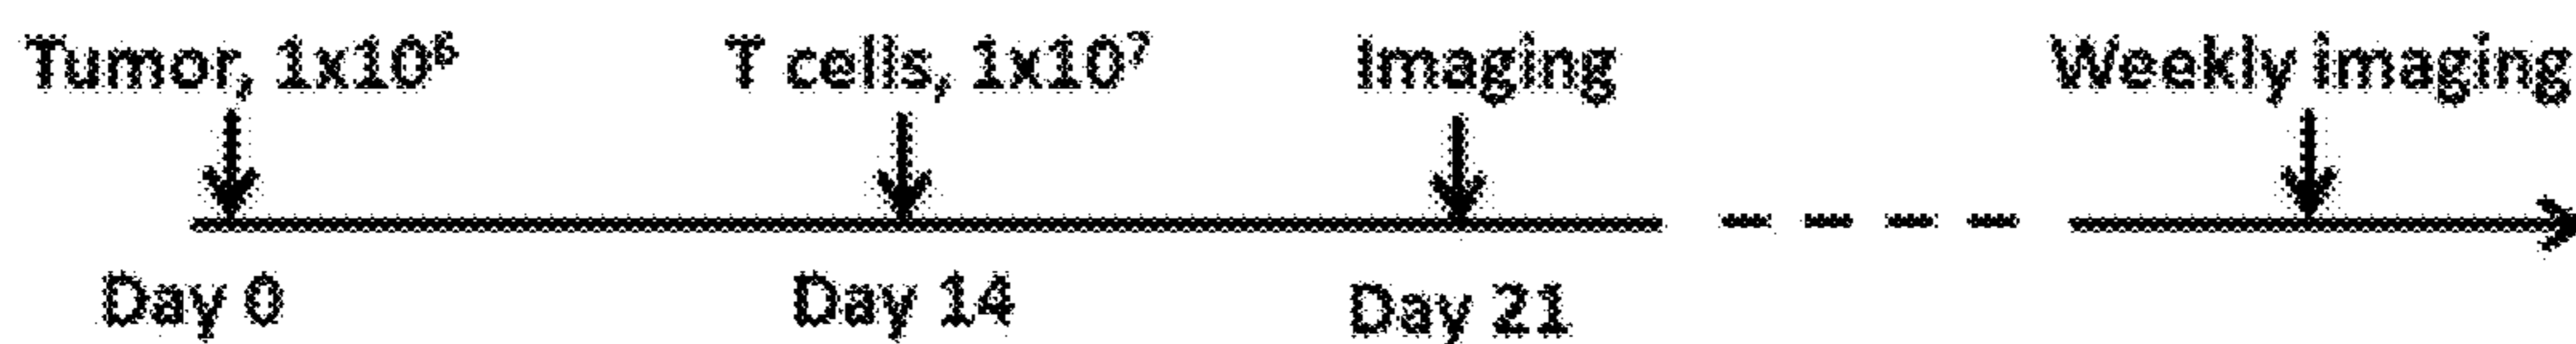 Tumor, 1x10⁶ T cells, 1x10⁷ Imaging Weekly imaging
Day 0 Day 14 Day 21